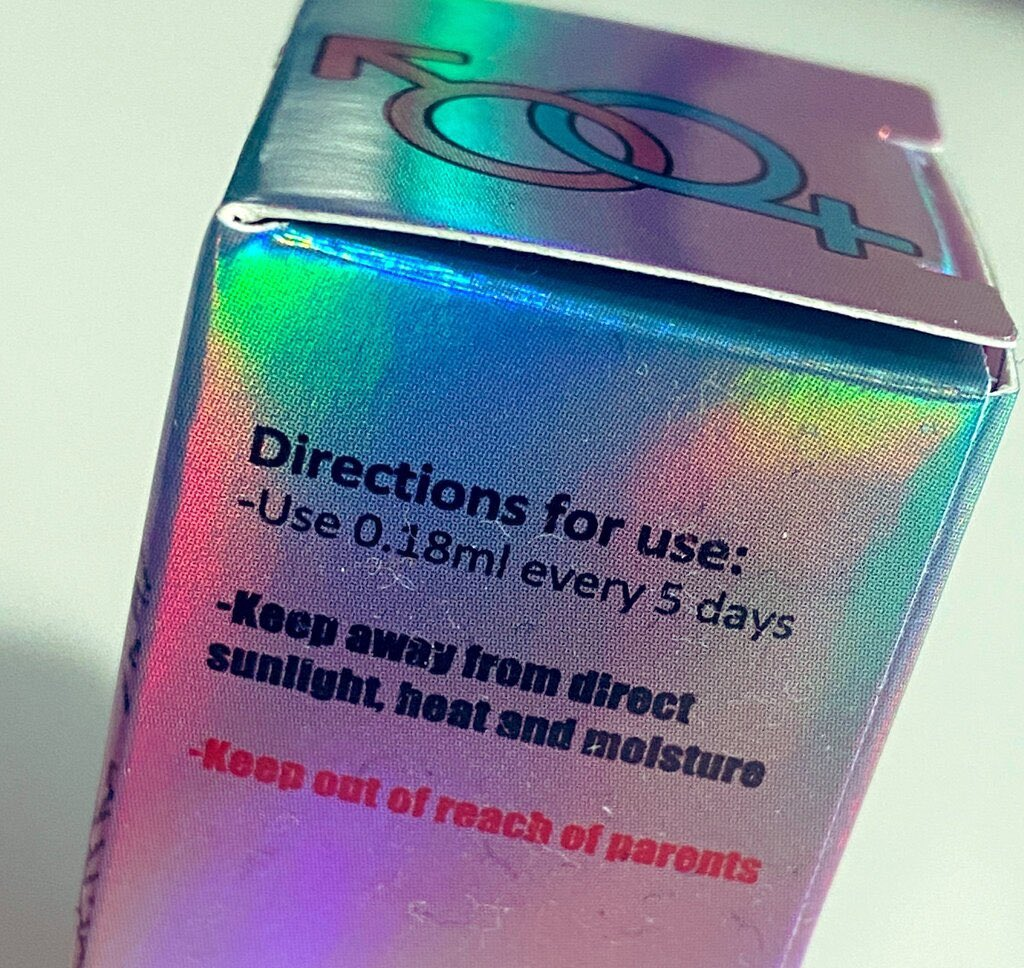 Directions for use:
-Use 0.18ml every 5 days
-Keep away from direct
sunlight, heat and moisture
-Keep out of reach of parents